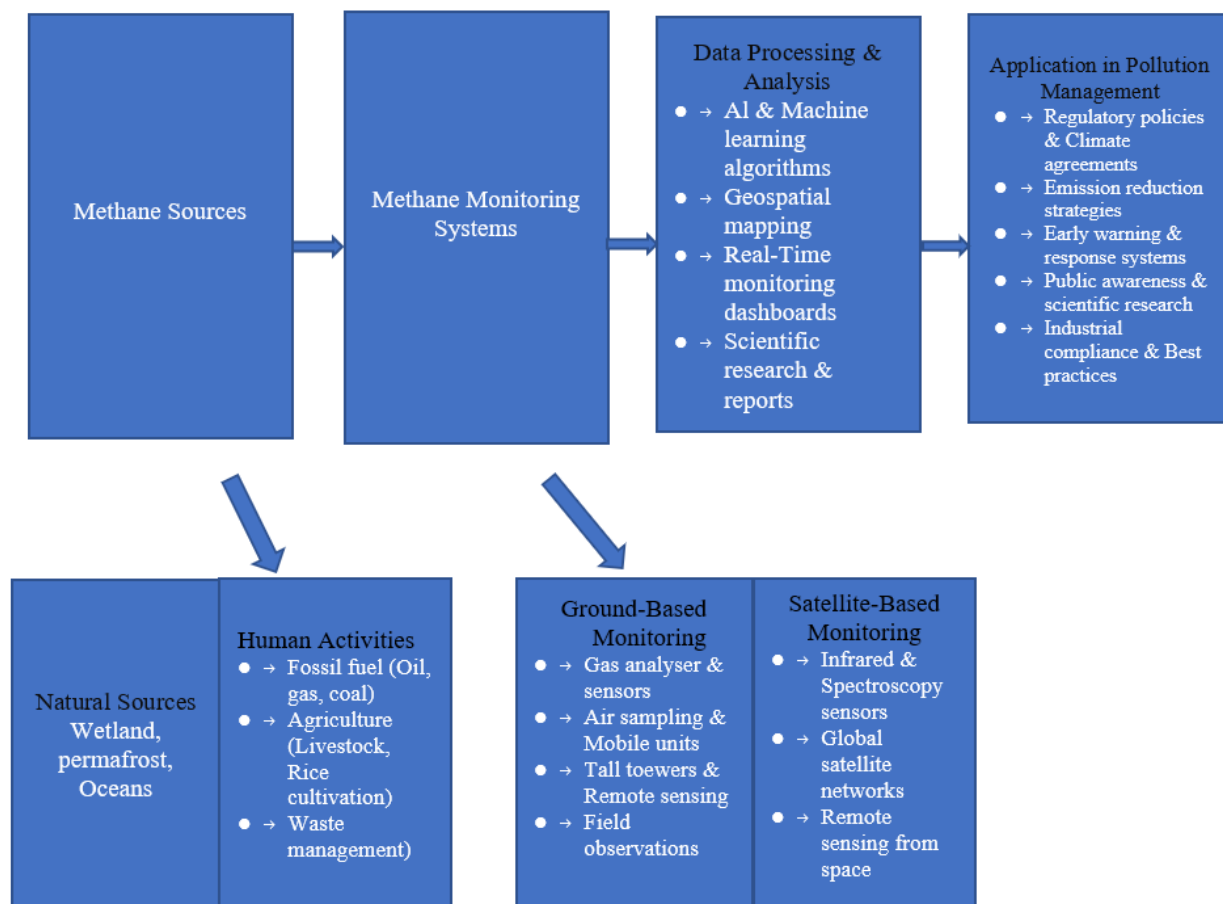 Methane Sources
Methane Monitoring
Systems
Data Processing &
Analysis
● → Al & Machine
learning
algorithms
● → Geospatial
mapping
● → Real-Time
monitoring
dashboards
● → Scientific
research &
reports
Application in Pollution
Management
● → Regulatory policies
& Climate
agreements
● → Emission reduction
strategies
● → Early warning &
response systems
● → Public awareness &
scientific research
● → Industrial
compliance & Best
practices
Natural Sources
Wetland,
permafrost,
Oceans
Human Activities
● → Fossil fuel (Oil,
gas, coal)
● → Agriculture
(Livestock,
Rice
cultivation)
● → Waste
management)
Ground-Based
Monitoring
● → Gas analyser &
sensors
● → Air sampling &
Mobile units
● → Tall toewers &
Remote sensing
● → Field
observations
Satellite-Based
Monitoring
● → Infrared &
Spectroscopy
sensors
● → Global
satellite
networks
● → Remote
sensing from
space